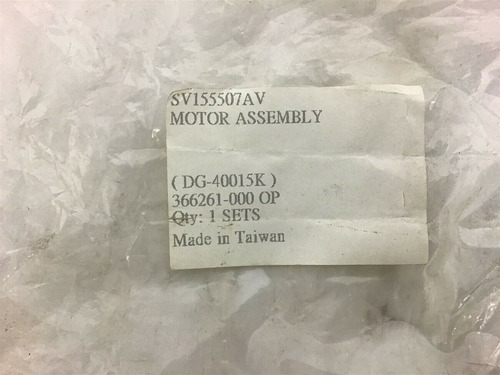 SV155507AV
MOTOR ASSEMBLY
( DG-40015K )
366261-000 OP
Qty: 1 SETS
Made in Taiwan